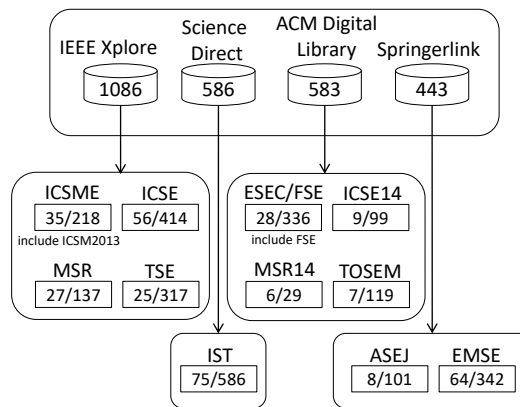 IEEE Xplore
Science
Direct
ACM Digital
Library
Springerlink
1086
586
583
443
ICSME
ICSE
35/218
56/414
include ICSM2013
MSR
TSE
27/137
25/317
ESEC/FSE
ICSE14
28/336
9/99
include FSE
MSR14
TOSEM
6/29
7/119
IST
75/586
ASEJ
EMSE
8/101
64/342